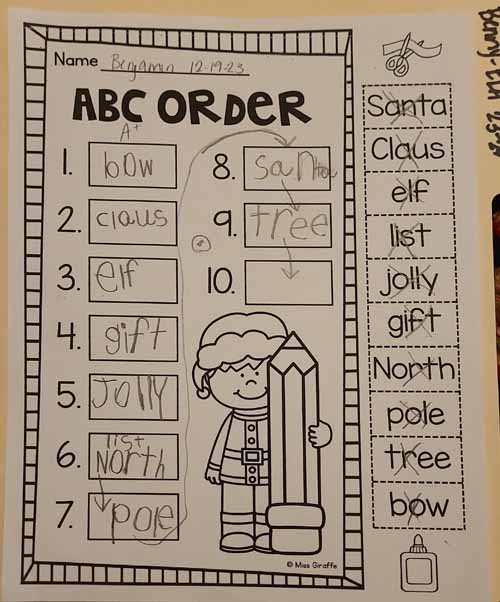 Name Benjamin 12-19-23
ABC ORDER
A+
1. bow
2. claus
3. elf
4. gift
5. JOlly
6. list
North
7. pole
8. santa
9. tree
10.
© Miss Giraffe
Santa
Claus
elf
list
jolly
gift
North
pole
tree
bow